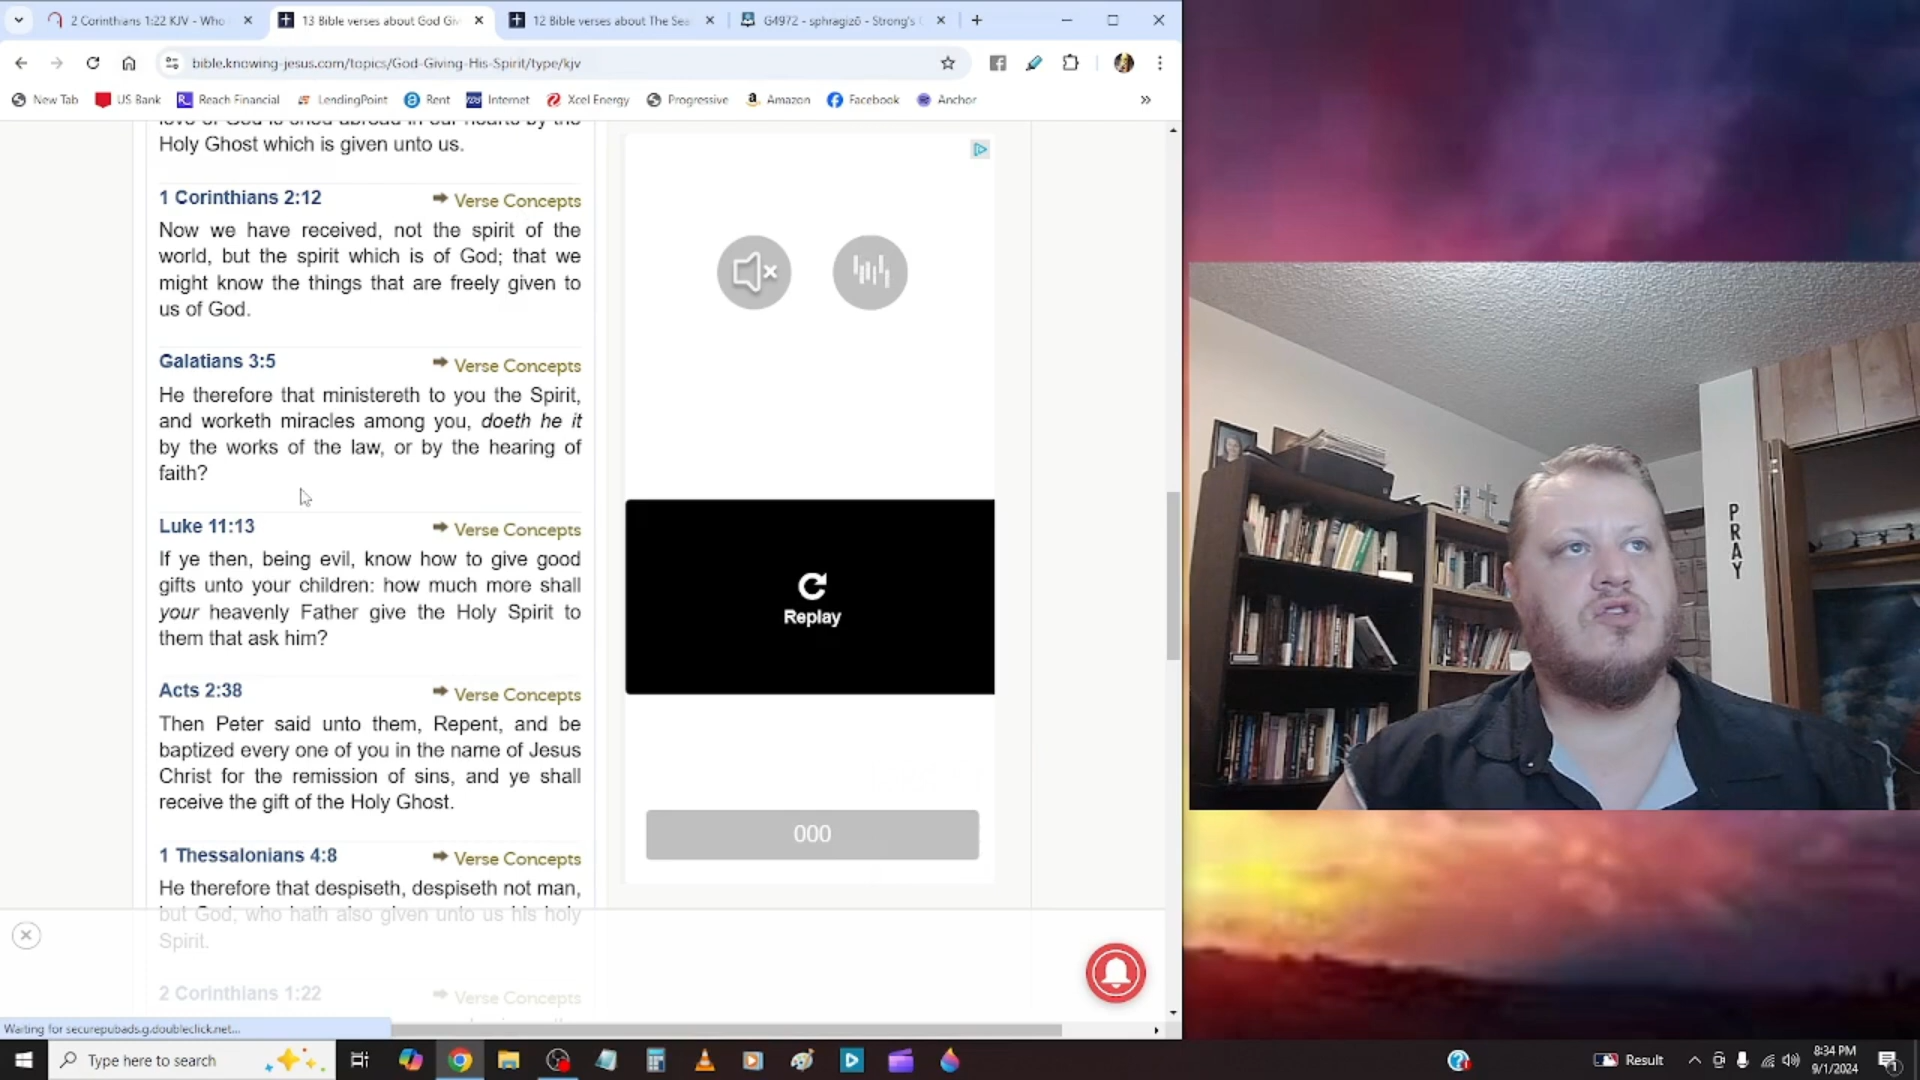 2 Corinthians 1:22 KJV - Who
13 Bible verses about God Giv
12 Bible verses about The Sea
G4972 - sphragizō - Strong's
bible.knowing-jesus.com/topics/God-Giving-His-Spirit/type/kjv
New Tab
US Bank
Reach Financial
LendingPoint
Rent
Internet
Xcel Energy
Progressive
Amazon
Facebook
Anchor
love of God is shed abroad in our hearts by the
Holy Ghost which is given unto us.
1 Corinthians 2:12
Verse Concepts
Now we have received, not the spirit of the
world, but the spirit which is of God; that we
might know the things that are freely given to
us of God.
Galatians 3:5
Verse Concepts
He therefore that ministereth to you the Spirit,
and worketh miracles among you, doeth he it
by the works of the law, or by the hearing of
faith?
Luke 11:13
Verse Concepts
If ye then, being evil, know how to give good
gifts unto your children: how much more shall
your heavenly Father give the Holy Spirit to
them that ask him?
Acts 2:38
Verse Concepts
Then Peter said unto them, Repent, and be
baptized every one of you in the name of Jesus
Christ for the remission of sins, and ye shall
receive the gift of the Holy Ghost.
1 Thessalonians 4:8
Verse Concepts
He therefore that despiseth, despiseth not man,
but God, who hath also given unto us his holy
Spirit.
2 Corinthians 1:22
Verse Concepts
Replay
000
PRAY
Waiting for securepubads.g.doubleclick.net...
Type here to search
Result
8:34 PM
9/1/2024